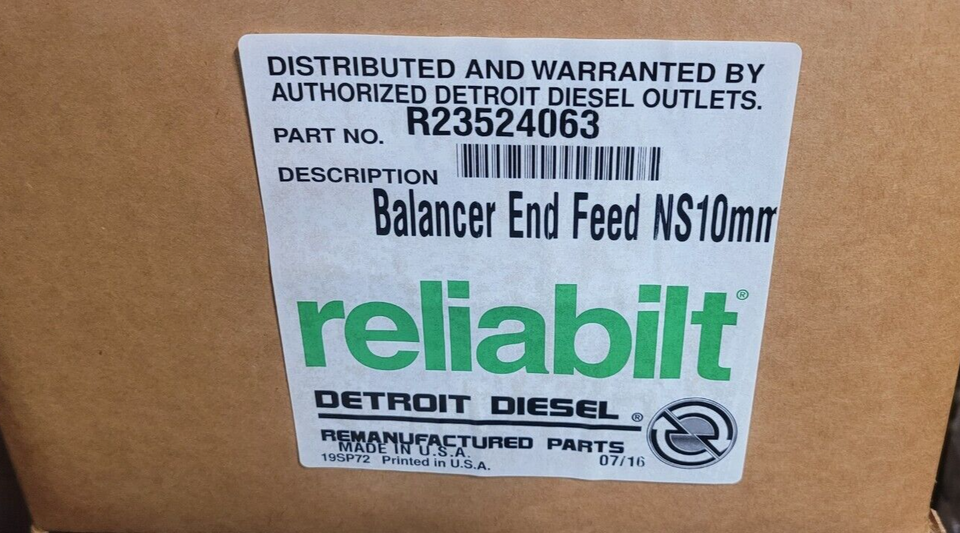 DISTRIBUTED AND WARRANTED BY
AUTHORIZED DETROIT DIESEL OUTLETS.
PART NO. R23524063
DESCRIPTION
Balancer End Feed NS10mm
reliabilt®
DETROIT DIESEL®
REMANUFACTURED PARTS
MADE IN U.S.A.
19SP72 Printed in U.S.A. 07/16